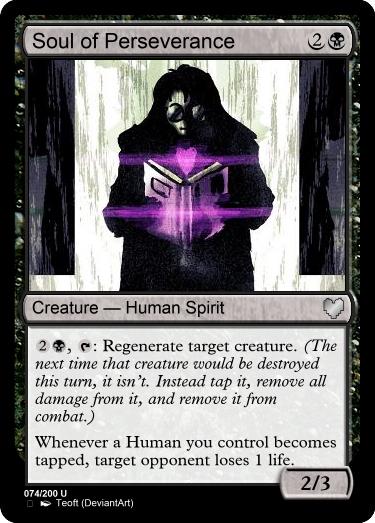 Soul of Perseverance 2
Creature — Human Spirit
2, : Regenerate target creature. (The
next time that creature would be destroyed
this turn, it isn't. Instead tap it, remove all
damage from it, and remove it from
combat.)
Whenever a Human you control becomes
tapped, target opponent loses 1 life.
2/3
074/200 U
Teoft (DeviantArt)